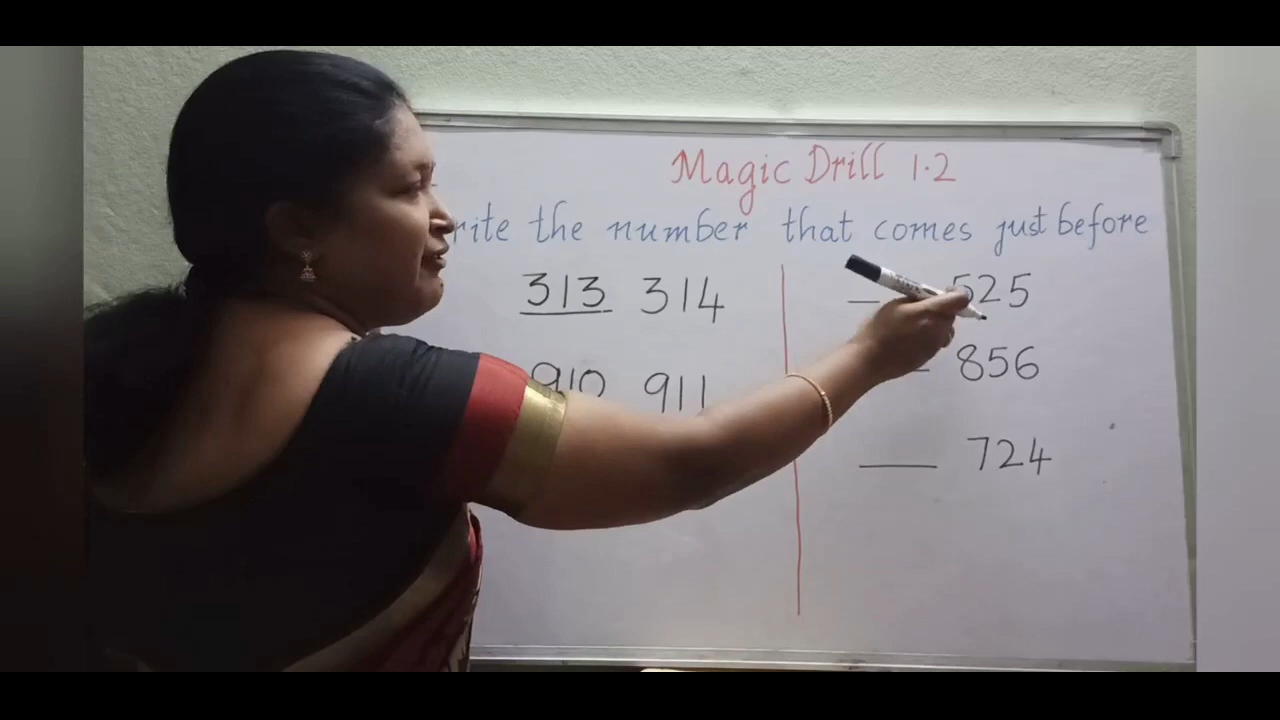 Magic Drill 1.2
rite the number that comes just before
313 314
910 911
525
856
724